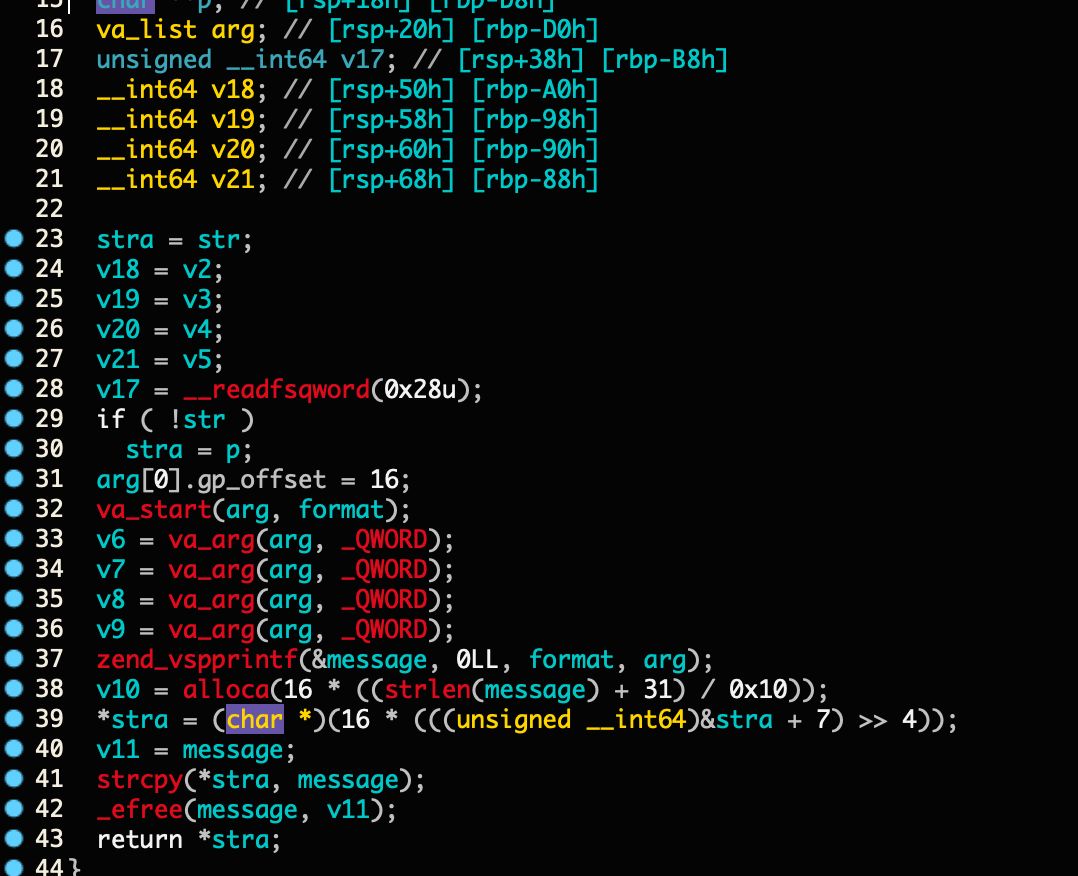 15 char **p; // [rsp+18h] [rbp-D8h]
16 va_list arg; // [rsp+20h] [rbp-D0h]
17 unsigned __int64 v17; // [rsp+38h] [rbp-B8h]
18 __int64 v18; // [rsp+50h] [rbp-A0h]
19 __int64 v19; // [rsp+58h] [rbp-98h]
20 __int64 v20; // [rsp+60h] [rbp-90h]
21 __int64 v21; // [rsp+68h] [rbp-88h]
22
23 stra = str;
24 v18 = v2;
25 v19 = v3;
26 v20 = v4;
27 v21 = v5;
28 v17 = __readfsqword(0x28u);
29 if ( !str )
30 stra = p;
31 arg[0].gp_offset = 16;
32 va_start(arg, format);
33 v6 = va_arg(arg, _QWORD);
34 v7 = va_arg(arg, _QWORD);
35 v8 = va_arg(arg, _QWORD);
36 v9 = va_arg(arg, _QWORD);
37 zend_vspprintf(&message, 0LL, format, arg);
38 v10 = alloca(16 * ((strlen(message) + 31) / 0x10));
39 *stra = (char *)(16 * (((unsigned __int64)&stra + 7) >> 4));
40 v11 = message;
41 strcpy(*stra, message);
42 _efree(message, v11);
43 return *stra;
44 }